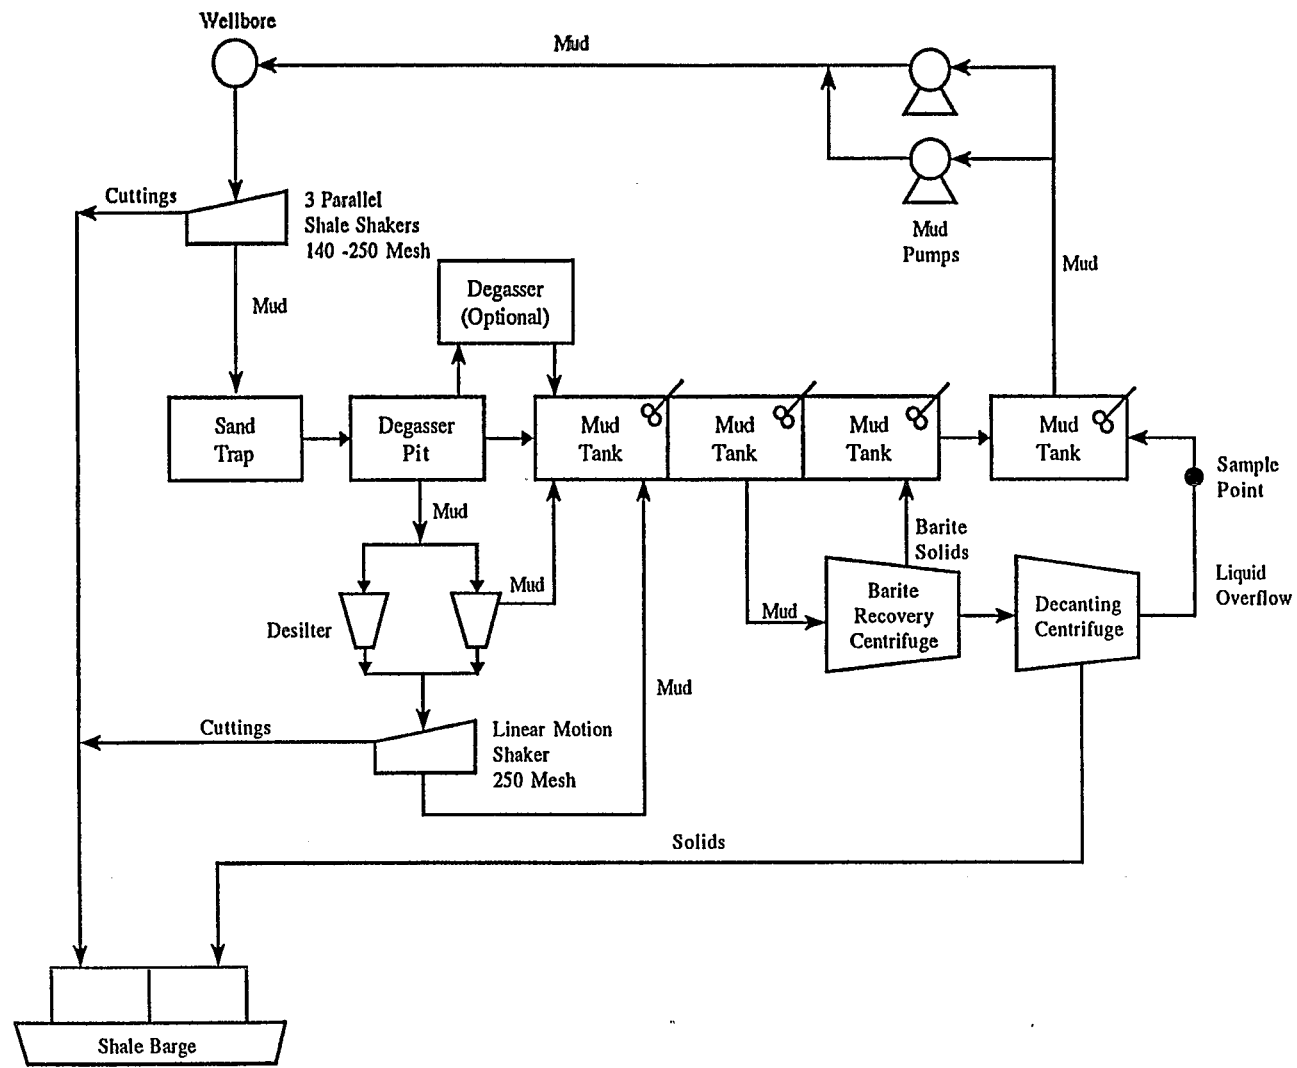 Wellbore
Mud
Cuttings
3 Parallel
Shale Shakers
140 -250 Mesh
Mud
Pumps
Mud
Mud
Degasser
(Optional)
Sand
Trap
Degasser
Pit
Mud
Tank
Mud
Tank
Mud
Tank
Mud
Tank
Sample
Point
Mud
Barite
Solids
Liquid
Overflow
Mud
Desilter
Mud
Barite
Recovery
Centrifuge
Decanting
Centrifuge
Mud
Cuttings
Linear Motion
Shaker
250 Mesh
Solids
Shale Barge